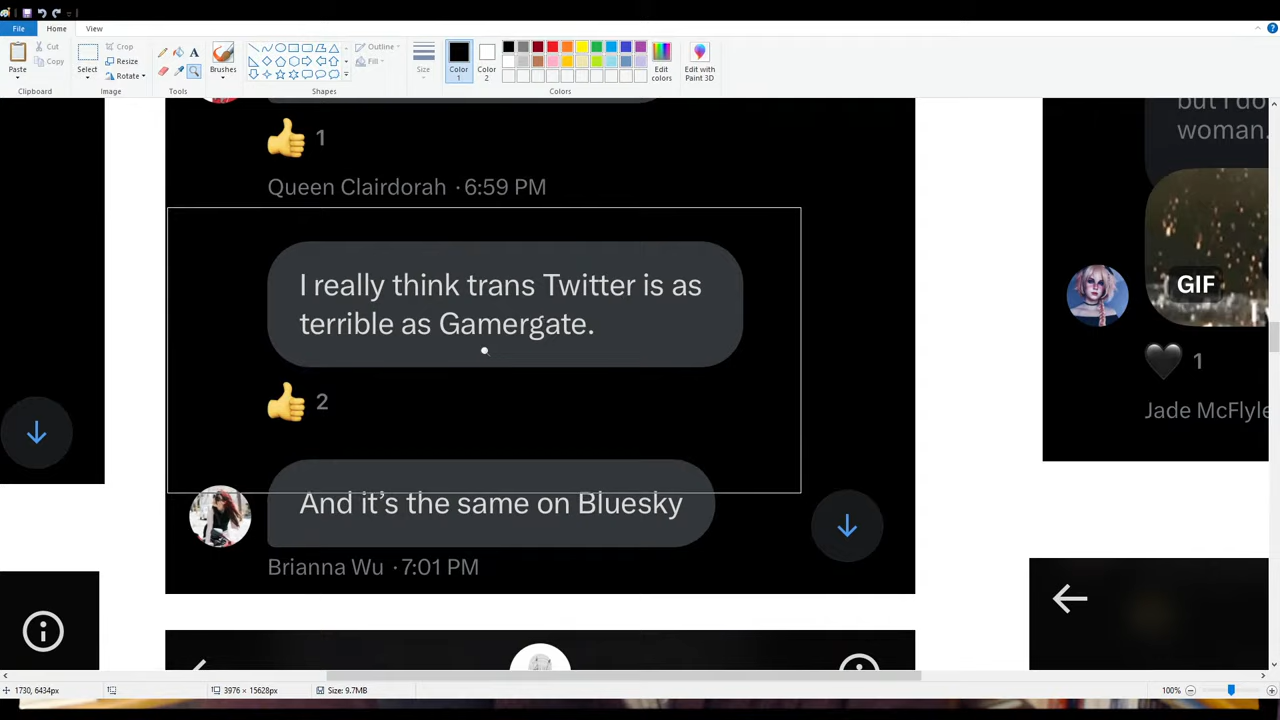 File
Home
View
Paste
Cut
Copy
Clipboard
Select
Crop
Resize
Rotate
Image
Tools
Brushes
Shapes
Outline
Fill
Size
Color 1
Color 2
Edit colors
Edit with Paint 3D
Colors
👍 1
Queen Clairdorah · 6:59 PM
I really think trans Twitter is as
terrible as Gamergate.
👍 2
And it's the same on Bluesky
Brianna Wu · 7:01 PM
but I do
woman.
GIF
🖤 1
Jade McFlyle
1730, 6434px
3976 × 15628px
Size: 9.7MB
100%